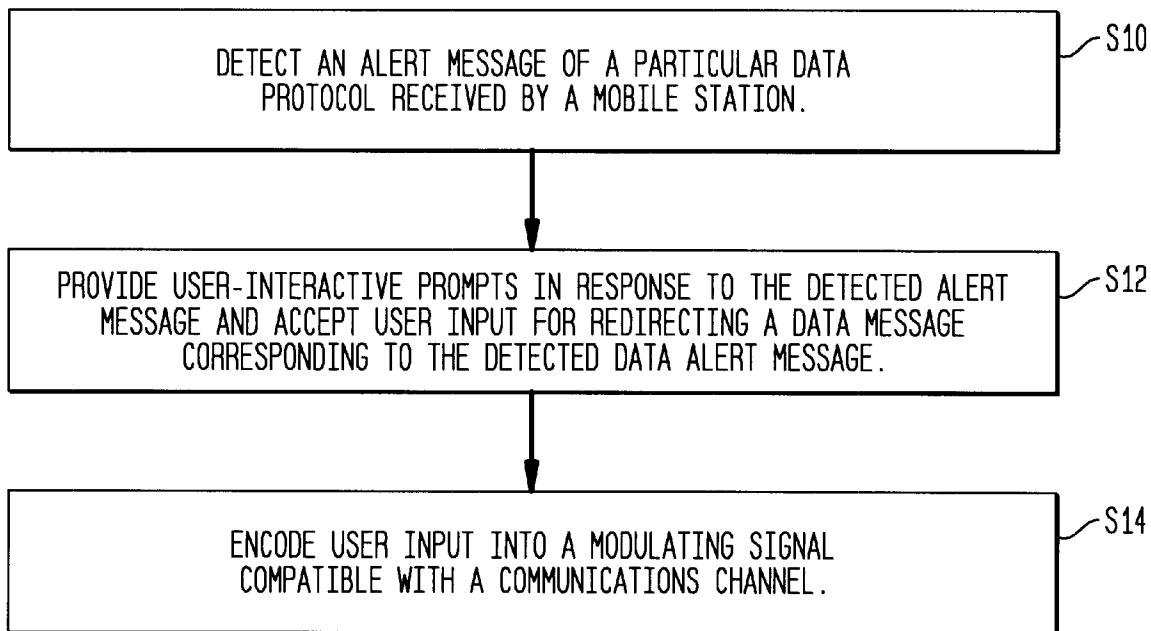 DETECT AN ALERT MESSAGE OF A PARTICULAR DATA
PROTOCOL RECEIVED BY A MOBILE STATION.
S10
PROVIDE USER-INTERACTIVE PROMPTS IN RESPONSE TO THE DETECTED ALERT
MESSAGE AND ACCEPT USER INPUT FOR REDIRECTING A DATA MESSAGE
CORRESPONDING TO THE DETECTED DATA ALERT MESSAGE.
S12
ENCODE USER INPUT INTO A MODULATING SIGNAL
COMPATIBLE WITH A COMMUNICATIONS CHANNEL.
S14